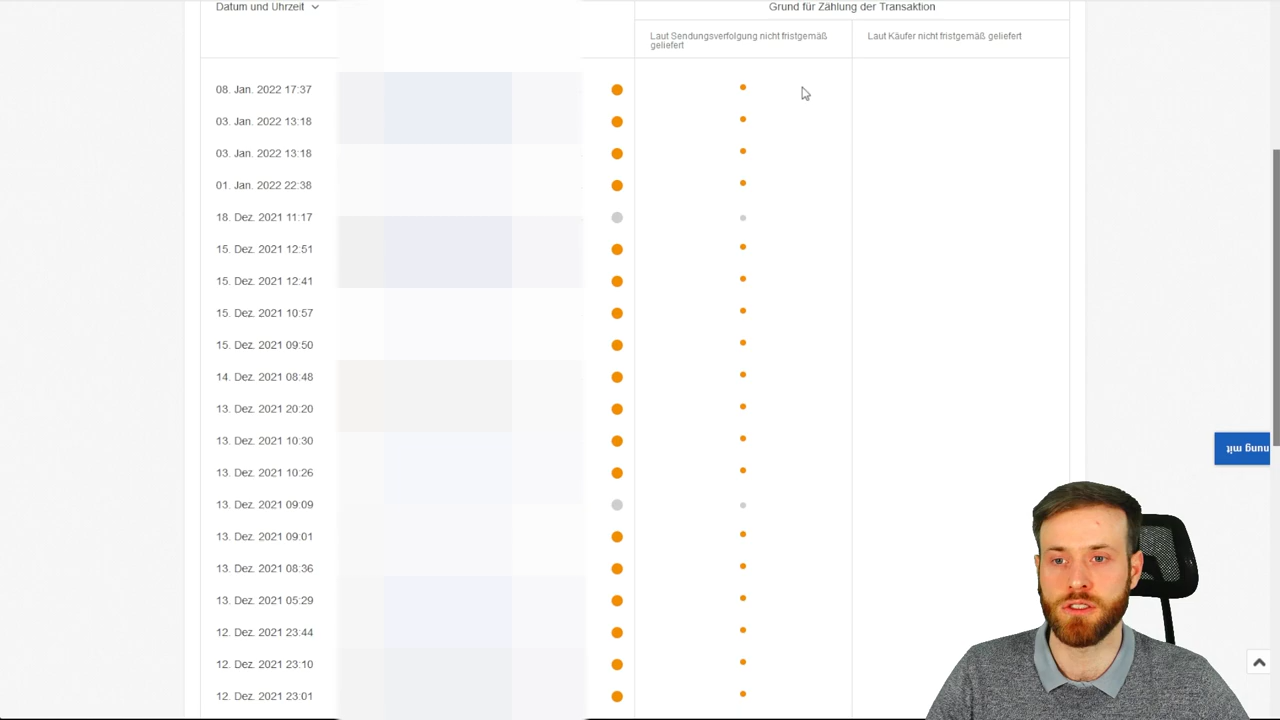 Datum und Uhrzeit
Grund für Zählung der Transaktion
Laut Sendungsverfolgung nicht fristgemäß
geliefert
Laut Käufer nicht fristgemäß geliefert
08. Jan. 2022 17:37
03. Jan. 2022 13:18
03. Jan. 2022 13:18
01. Jan. 2022 22:38
18. Dez. 2021 11:17
15. Dez. 2021 12:51
15. Dez. 2021 12:41
15. Dez. 2021 10:57
15. Dez. 2021 09:50
14. Dez. 2021 08:48
13. Dez. 2021 20:20
13. Dez. 2021 10:30
13. Dez. 2021 10:26
13. Dez. 2021 09:09
13. Dez. 2021 09:01
13. Dez. 2021 08:36
13. Dez. 2021 05:29
12. Dez. 2021 23:44
12. Dez. 2021 23:10
12. Dez. 2021 23:01
nung mit